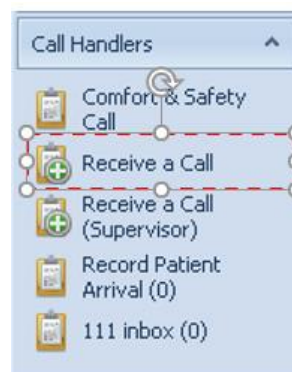 Call Handlers
Comfort & Safety
Call
Receive a Call
Receive a Call
(Supervisor)
Record Patient
Arrival (0)
111 inbox (0)